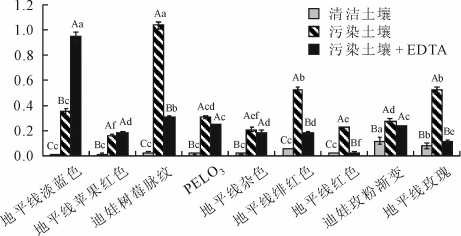 清洁土壤
污染土壤
污染土壤+EDTA
1.2
1.0
0.8
0.6
0.4
0.2
0.0
Cc Bc Aa
Cc Af Ad
Cc Aa Bb
Cc Acd Ac
Cc Aef Ad
Cc Ab Bd
Cc Ac Bf
Ba Ad Ac
Bb Ab Bc
地平线淡蓝色
地平线苹果红色
迪娃树莓脉纹
PELO3
地平线杂色
地平线绯红色
地平线红色
迪娃玫粉渐变
地平线玫瑰